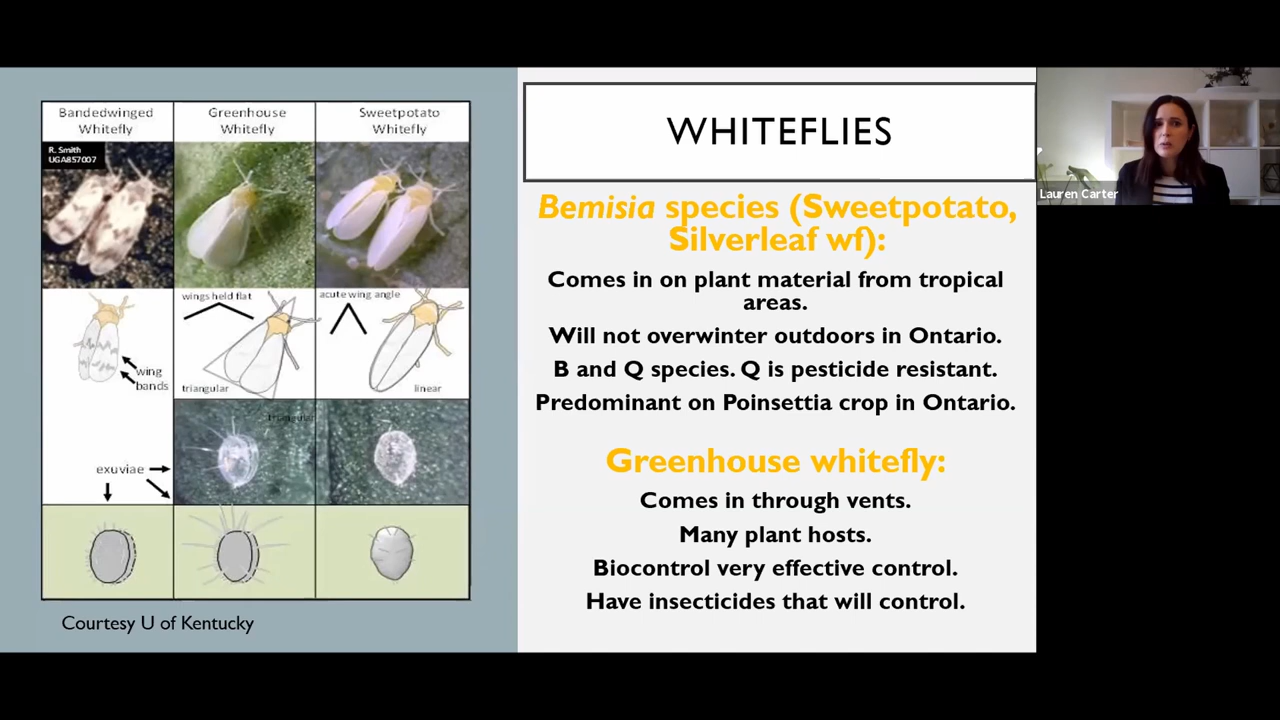 Bandedwinged
Whitefly
Greenhouse
Whitefly
Sweetpotato
Whitefly
R. Smith
UGA857007
wings held flat
acute wing angle
wing
bands
triangular
linear
triangular
exuviae
Courtesy U of Kentucky
WHITEFLIES
Bemisia species (Sweetpotato,
Silverleaf wf):
Comes in on plant material from tropical
areas.
Will not overwinter outdoors in Ontario.
B and Q species. Q is pesticide resistant.
Predominant on Poinsettia crop in Ontario.
Greenhouse whitefly:
Comes in through vents.
Many plant hosts.
Biocontrol very effective control.
Have insecticides that will control.
Lauren Carter